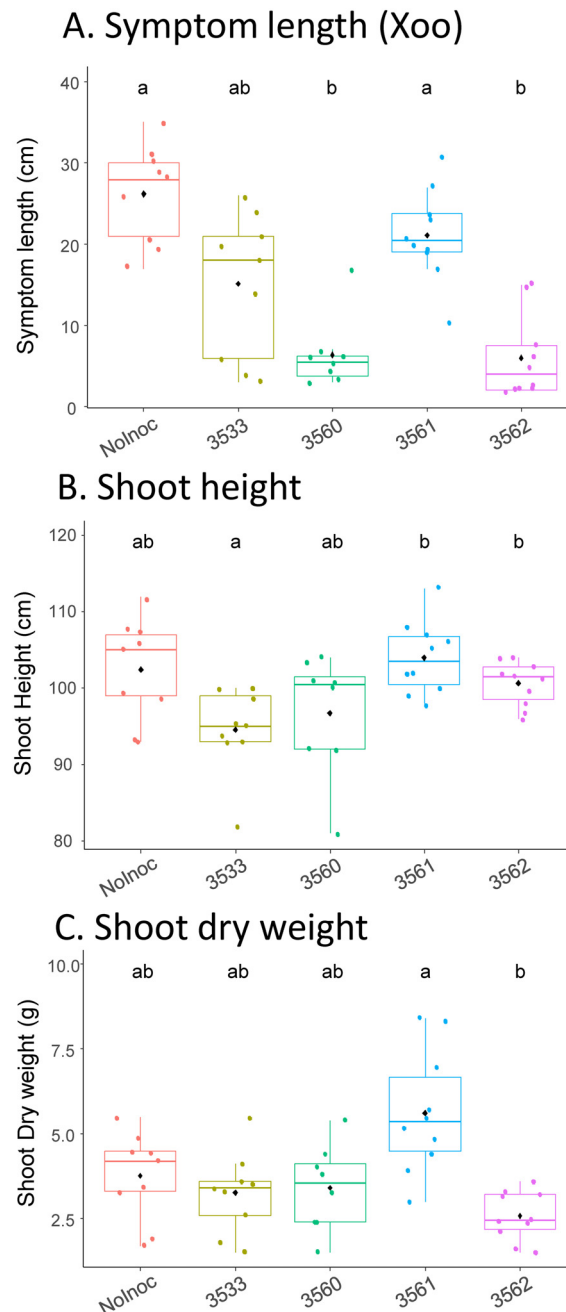 A. Symptom length (Xoo)
Symptom length (cm)
40
30
20
10
0
a ab b a b
NoInoc 3533 3560 3561 3562
B. Shoot height
Shoot Height (cm)
120
110
100
90
80
ab a ab b b
NoInoc 3533 3560 3561 3562
C. Shoot dry weight
Shoot Dry weight (g)
10.0
7.5
5.0
2.5
ab ab ab a b
NoInoc 3533 3560 3561 3562